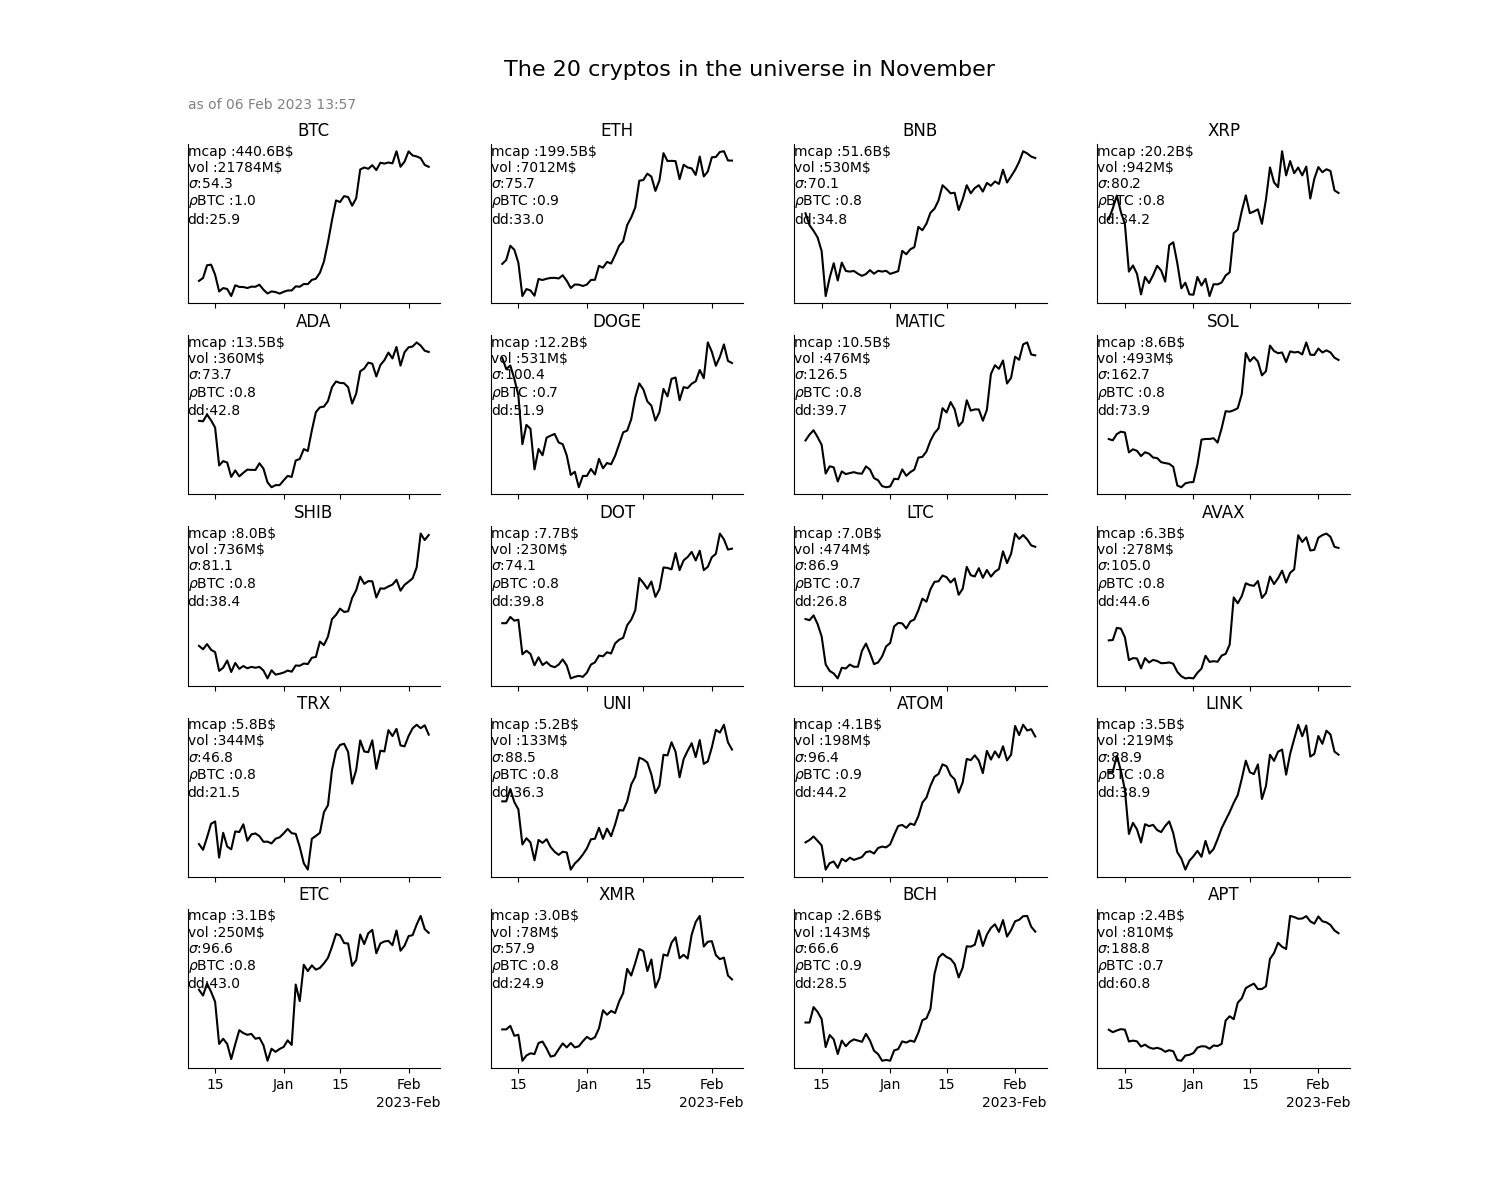 The 20 cryptos in the universe in November
as of 06 Feb 2023 13:57
BTC
mcap :440.6B$
vol :21784M$
σ:54.3
ρBTC :1.0
dd:25.9
ETH
mcap :199.5B$
vol :7012M$
σ:75.7
ρBTC :0.9
dd:33.0
BNB
mcap :51.6B$
vol :530M$
σ:70.1
ρBTC :0.8
dd:34.8
XRP
mcap :20.2B$
vol :942M$
σ:80.2
ρBTC :0.8
dd:34.2
ADA
mcap :13.5B$
vol :360M$
σ:73.7
ρBTC :0.8
dd:42.8
DOGE
mcap :12.2B$
vol :531M$
σ:100.4
ρBTC :0.7
dd:51.9
MATIC
mcap :10.5B$
vol :476M$
σ:126.5
ρBTC :0.8
dd:39.7
SOL
mcap :8.6B$
vol :493M$
σ:162.7
ρBTC :0.8
dd:73.9
SHIB
mcap :8.0B$
vol :736M$
σ:81.1
ρBTC :0.8
dd:38.4
DOT
mcap :7.7B$
vol :230M$
σ:74.1
ρBTC :0.8
dd:39.8
LTC
mcap :7.0B$
vol :474M$
σ:86.9
ρBTC :0.7
dd:26.8
AVAX
mcap :6.3B$
vol :278M$
σ:105.0
ρBTC :0.8
dd:44.6
TRX
mcap :5.8B$
vol :344M$
σ:46.8
ρBTC :0.8
dd:21.5
UNI
mcap :5.2B$
vol :133M$
σ:88.5
ρBTC :0.8
dd:36.3
ATOM
mcap :4.1B$
vol :198M$
σ:96.4
ρBTC :0.9
dd:44.2
LINK
mcap :3.5B$
vol :219M$
σ:88.9
ρBTC :0.8
dd:38.9
ETC
mcap :3.1B$
vol :250M$
σ:96.6
ρBTC :0.8
dd:43.0
XMR
mcap :3.0B$
vol :78M$
σ:57.9
ρBTC :0.8
dd:24.9
BCH
mcap :2.6B$
vol :143M$
σ:66.6
ρBTC :0.9
dd:28.5
APT
mcap :2.4B$
vol :810M$
σ:188.8
ρBTC :0.7
dd:60.8
15 Jan 15 Feb
2023-Feb
15 Jan 15 Feb
2023-Feb
15 Jan 15 Feb
2023-Feb
15 Jan 15 Feb
2023-Feb